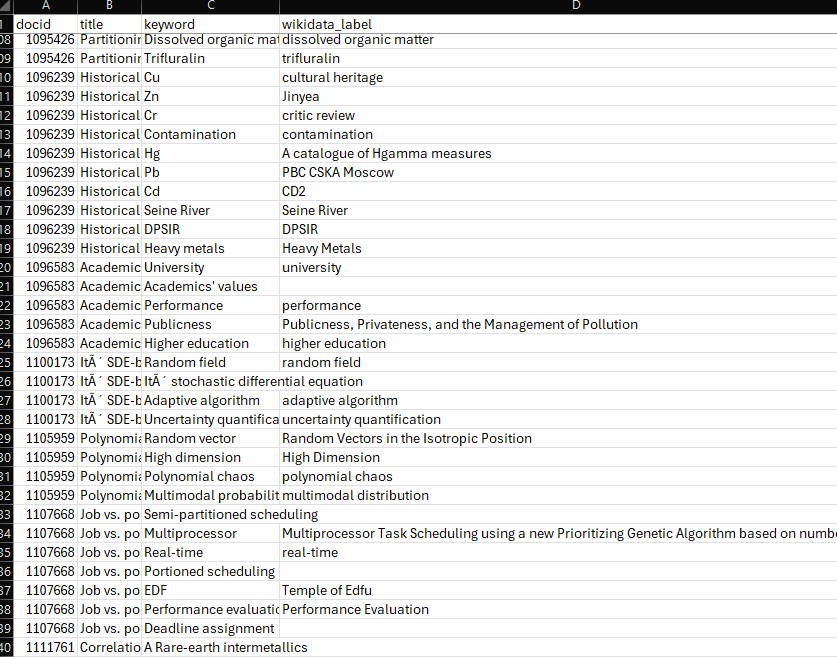 A B C D
1 docid title keyword wikidata_label
08 1095426 Partitionin Dissolved organic mat dissolved organic matter
09 1095426 Partitionin Trifluralin trifluralin
10 1096239 Historical Cu cultural heritage
11 1096239 Historical Zn Jinyea
12 1096239 Historical Cr critic review
13 1096239 Historical Contamination contamination
14 1096239 Historical Hg A catalogue of Hgamma measures
15 1096239 Historical Pb PBC CSKA Moscow
16 1096239 Historical Cd CD2
17 1096239 Historical Seine River Seine River
18 1096239 Historical DPSIR DPSIR
19 1096239 Historical Heavy metals Heavy Metals
20 1096583 Academic University university
21 1096583 Academic Academics' values
22 1096583 Academic Performance performance
23 1096583 Academic Publicness Publicness, Privateness, and the Management of Pollution
24 1096583 Academic Higher education higher education
25 1100173 ItÃ´ SDE-b Random field random field
26 1100173 ItÃ´ SDE-b ItÃ´ stochastic differential equation
27 1100173 ItÃ´ SDE-b Adaptive algorithm adaptive algorithm
28 1100173 ItÃ´ SDE-b Uncertainty quantifica uncertainty quantification
29 1105959 Polynomia Random vector Random Vectors in the Isotropic Position
30 1105959 Polynomia High dimension High Dimension
31 1105959 Polynomia Polynomial chaos polynomial chaos
32 1105959 Polynomia Multimodal probabilit multimodal distribution
33 1107668 Job vs. po Semi-partitioned scheduling
34 1107668 Job vs. po Multiprocessor Multiprocessor Task Scheduling using a new Prioritizing Genetic Algorithm based on numbe
35 1107668 Job vs. po Real-time real-time
36 1107668 Job vs. po Portioned scheduling
37 1107668 Job vs. po EDF Temple of Edfu
38 1107668 Job vs. po Performance evaluatio Performance Evaluation
39 1107668 Job vs. po Deadline assignment
40 1111761 Correlatio A Rare-earth intermetallics